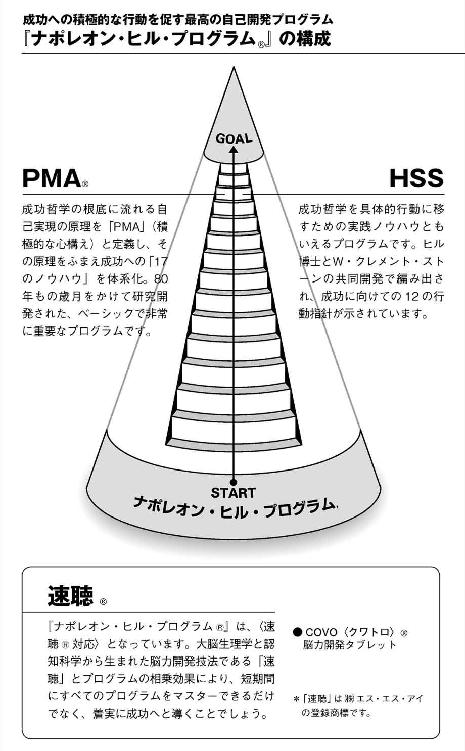 成功への積極的な行動を促す最高の自己開発プログラム
『ナポレオン・ヒル・プログラム®』の構成
GOAL
PMA®
成功哲学の根底に流れる自
己実現の原理を「PMA」（積
極的な心構え）と定義し、そ
の原理をふまえ成功への「17
のノウハウ」を体系化。80
年もの歳月をかけて研究開
発された、ベーシックで非常
に重要なプログラムです。
HSS
成功哲学を具体的行動に移
すための実践ノウハウとも
いえるプログラムです。ヒル
博士とW・クレメント・スト
ーンの共同開発で編み出さ
れ、成功に向けての12の行
動指針が示されています。
START
ナポレオン・ヒル・プログラム
速聴®
『ナポレオン・ヒル・プログラム®』は、〈速
聴®対応〉となっています。大脳生理学と認
知科学から生まれた脳力開発技法である「速
聴」とプログラムの相乗効果により、短期間
にすべてのプログラムをマスターできるだけ
でなく、着実に成功へと導くことでしょう。
●COVO〈クワトロ〉®
脳力開発タブレット
＊「速聴」は㈱エス・エス・アイ
の登録商標です。